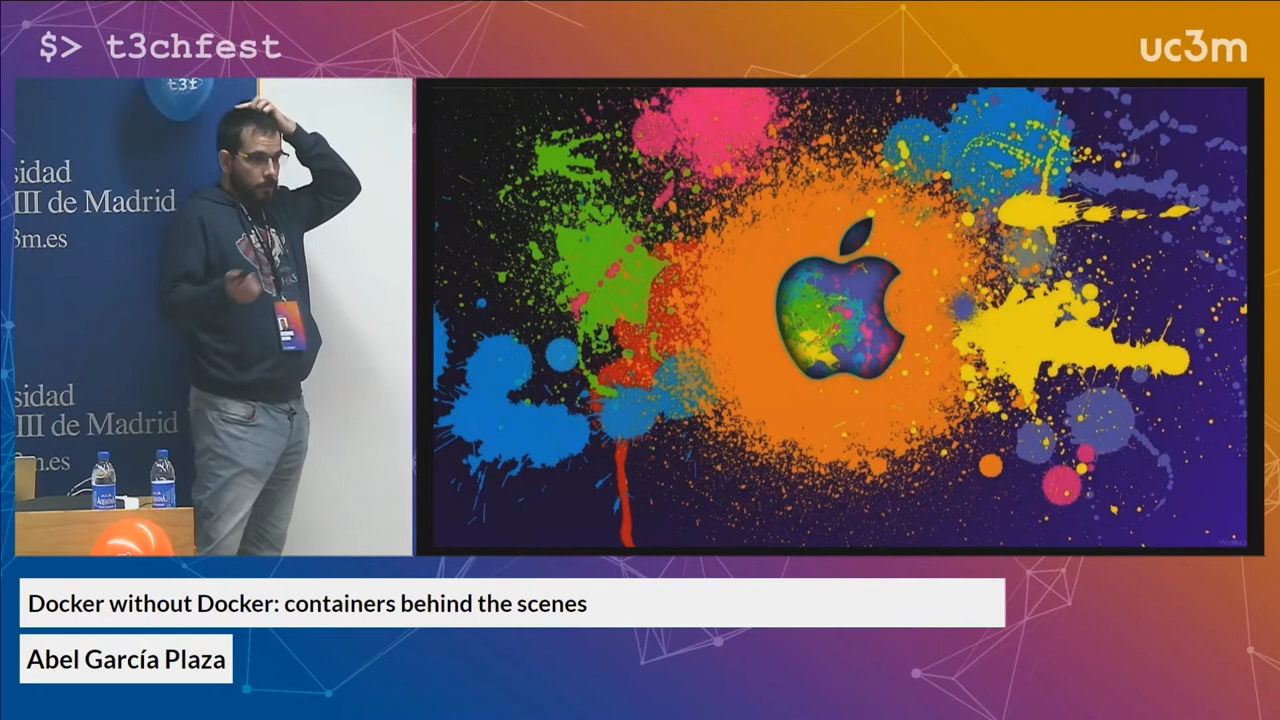 $> t3chfest
uc3m
t3f
sidad
III de Madrid
3m.es
sidad
III de Madrid
3m.es
Docker without Docker: containers behind the scenes
Abel García Plaza